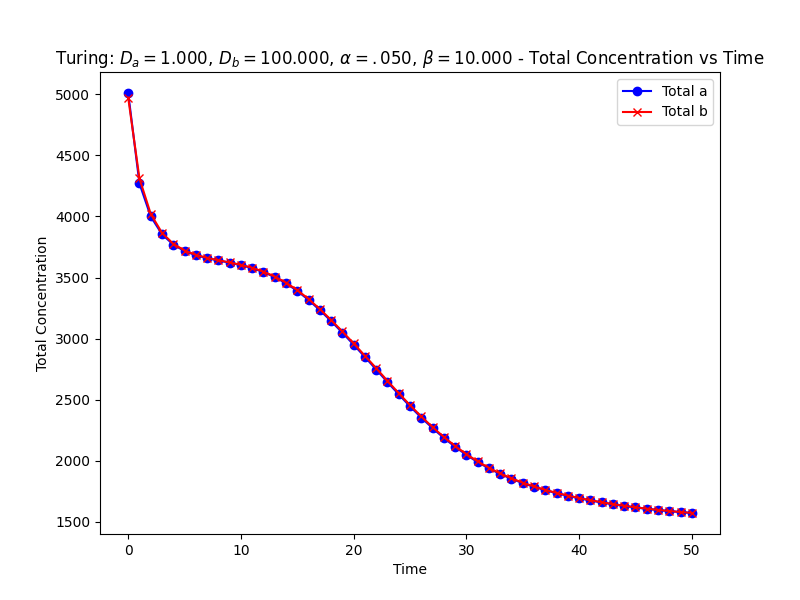 Turing: $D_a = 1.000$, $D_b = 100.000$, $\alpha = .050$, $\beta = 10.000$ - Total Concentration vs Time
Total a
Total b
Total Concentration
5000
4500
4000
3500
3000
2500
2000
1500
0
10
20
30
40
50
Time